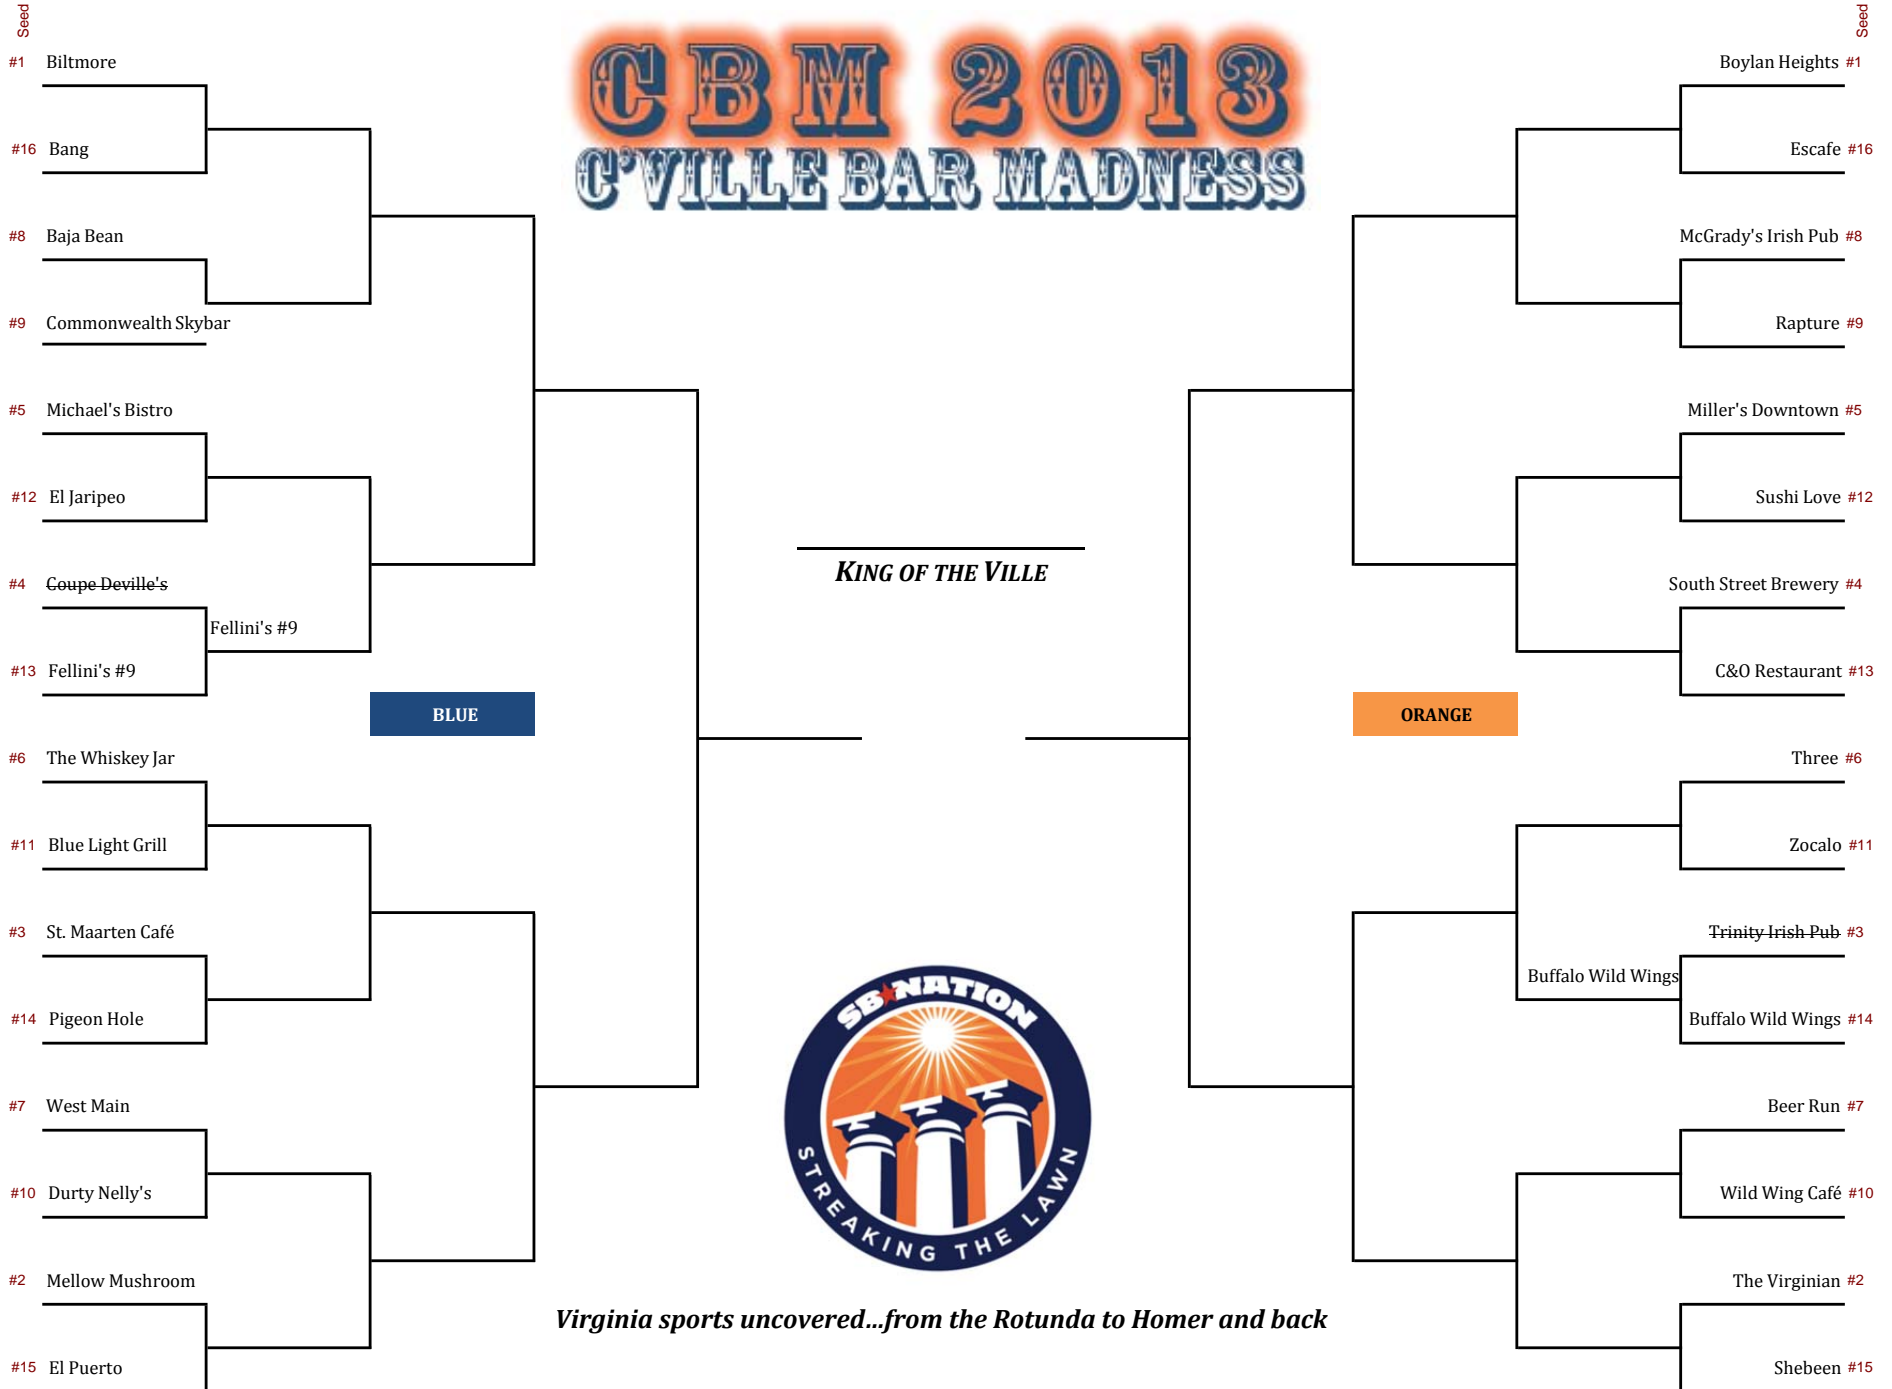 Seed
Seed
CBM 2013
C'VILLE BAR MADNESS
#1 Biltmore
#16 Bang
#8 Baja Bean
#9 Commonwealth Skybar
#5 Michael's Bistro
#12 El Jaripeo
#4 Coupe Deville's
Fellini's #9
#13 Fellini's #9
BLUE
#6 The Whiskey Jar
#11 Blue Light Grill
#3 St. Maarten Café
#14 Pigeon Hole
#7 West Main
#10 Durty Nelly's
#2 Mellow Mushroom
#15 El Puerto
KING OF THE VILLE
SB NATION
STREAKING THE LAWN
Virginia sports uncovered...from the Rotunda to Homer and back
Boylan Heights #1
Escafe #16
McGrady's Irish Pub #8
Rapture #9
Miller's Downtown #5
Sushi Love #12
South Street Brewery #4
C&O Restaurant #13
ORANGE
Three #6
Zocalo #11
Trinity Irish Pub #3
Buffalo Wild Wings
Buffalo Wild Wings #14
Beer Run #7
Wild Wing Café #10
The Virginian #2
Shebeen #15